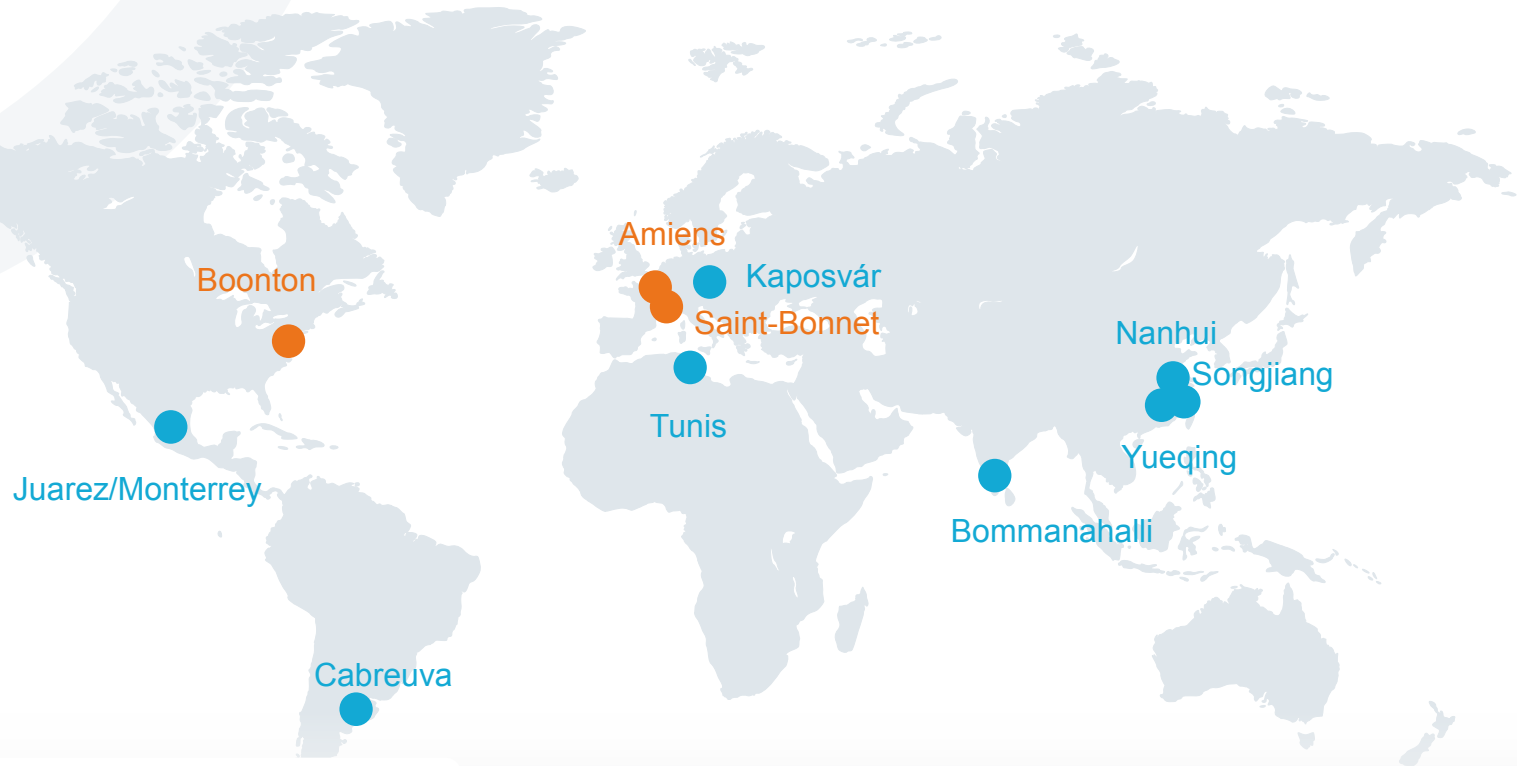 Amiens
Boonton
Kaposvár
Saint-Bonnet
Nanhui
Songjiang
Tunis
Yueqing
Juarez/Monterrey
Bommanahalli
Cabreuva